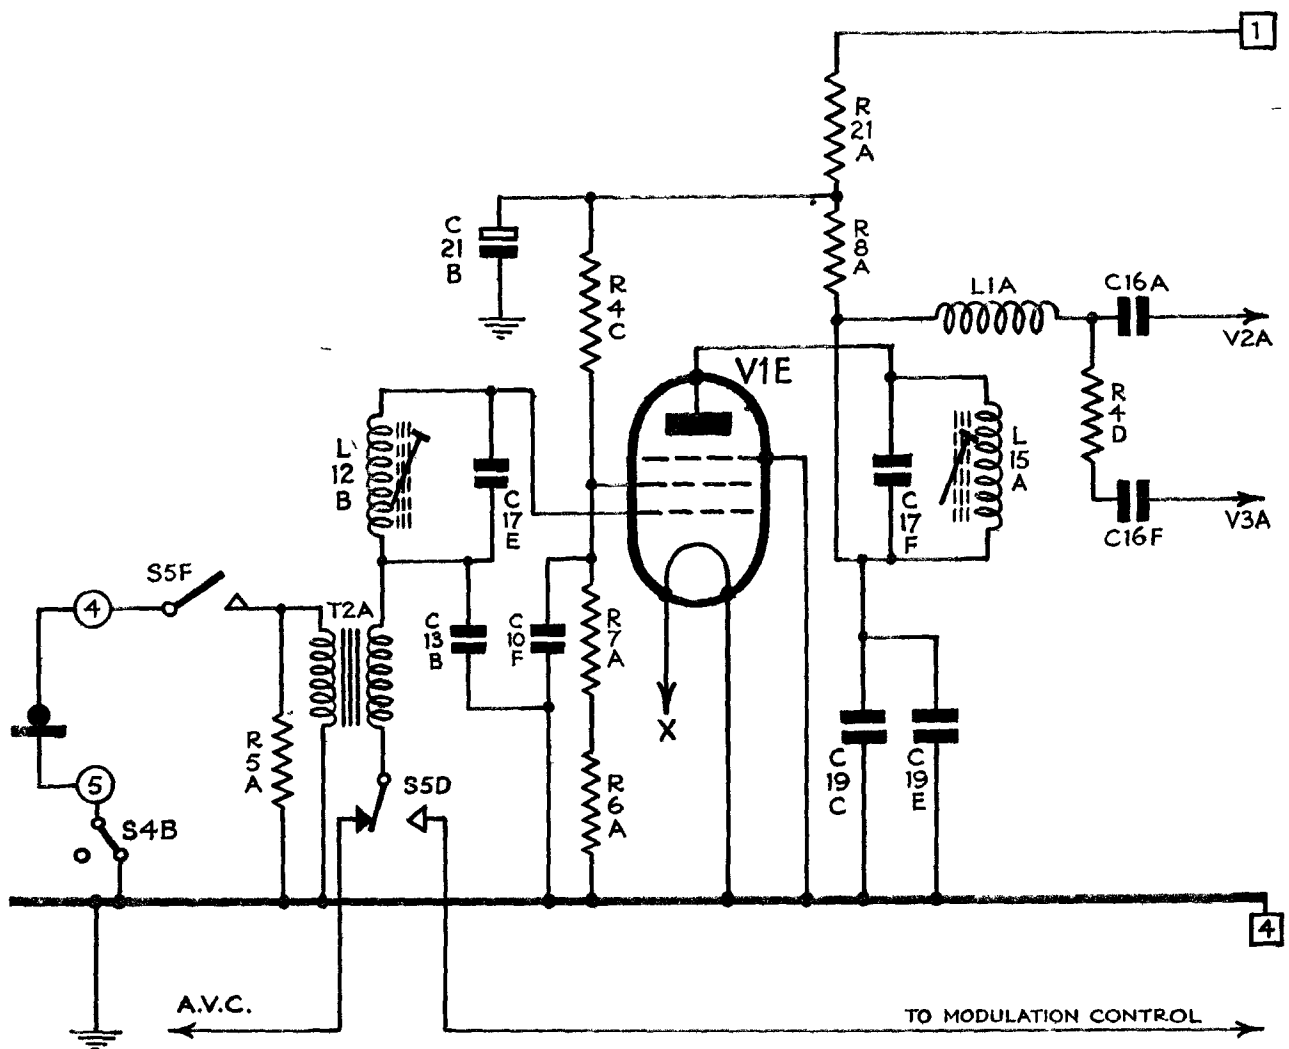 1
R
21
A
C
21
B
R
8
A
R
4
C
L1A
C16A
V2A
V1E
R
4
D
L
12
B
C
17
E
L
15
A
C
17
F
V3A
C16F
S5F
4
T2A
C
13
B
C
10
F
R
7
A
X
R
5
A
5
S5D
C
19
C
C
19
E
R
6
A
S4B
4
A.V.C.
TO MODULATION CONTROL